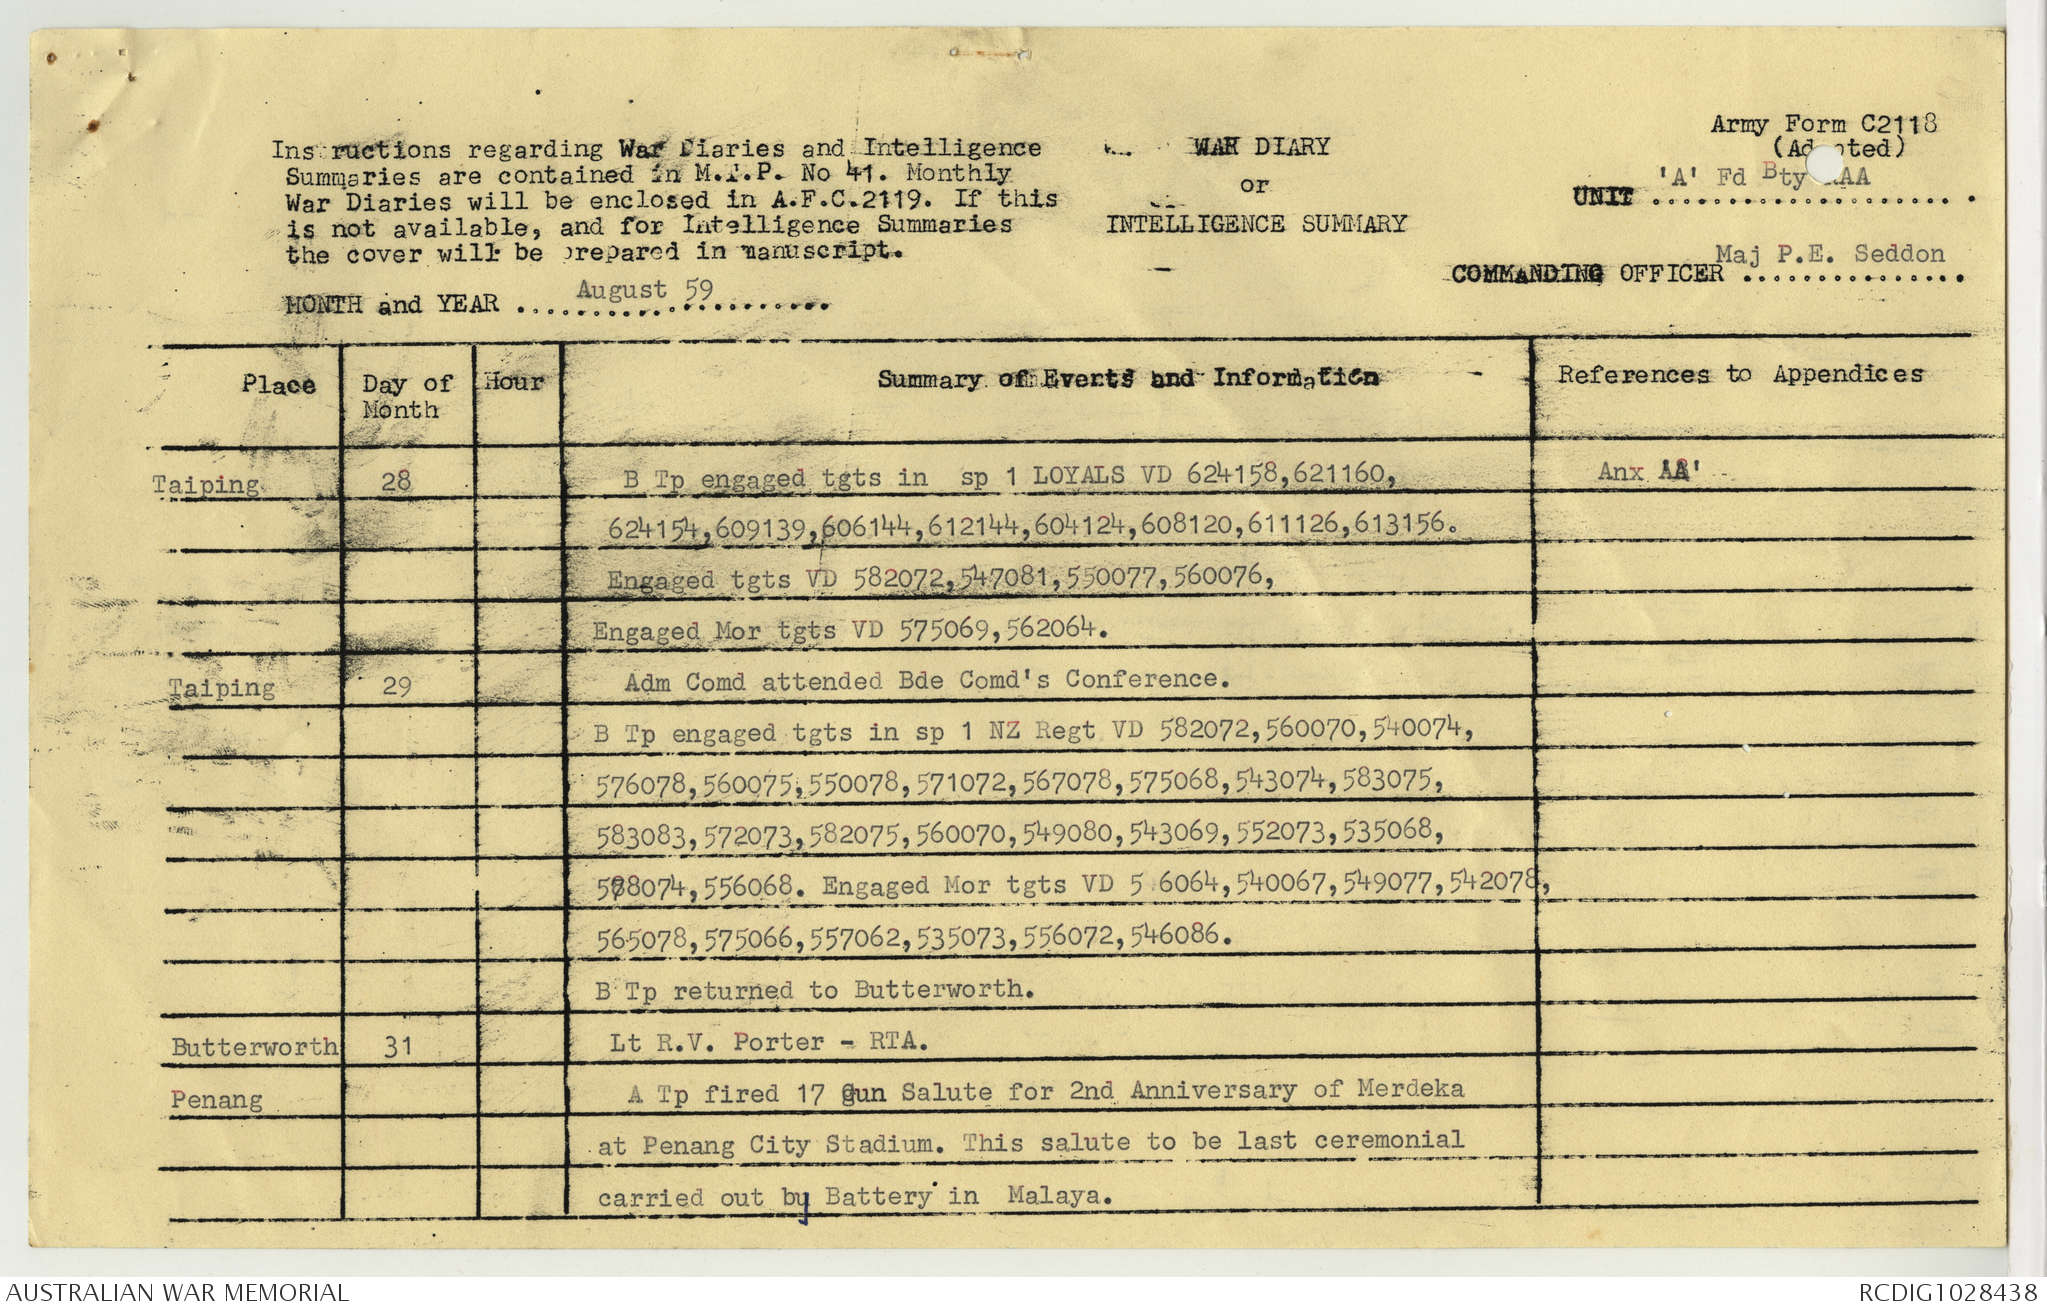 Army Form C2118
(Adapted)
Instructions regarding War Diaries and Intelligence
Summaries are contained in M.T.P. No 41. Monthly
War Diaries will be enclosed in A.F.C.2119. If this
is not available, and for Intelligence Summaries
the cover will be prepared in manuscript.
WAR DIARY
or
INTELLIGENCE SUMMARY
UNIT 'A' Fd Bty RAA
COMMANDING OFFICER Maj P.E. Seddon
MONTH and YEAR August 59
Place Day of Month Hour Summary of Events and Information References to Appendices
Taiping 28 B Tp engaged tgts in sp 1 LOYALS VD 624158,621160, Anx
624154,609139,606144,612144,604124,608120,611126,613156.
Engaged tgts VD 582072,547081,550077,560076,
Engaged Mor tgts VD 575069,562064.
Taiping 29 Adm Comd attended Bde Comd's Conference.
B Tp engaged tgts in sp 1 NZ Regt VD 582072,560070,540074,
576078,560075,550078,571072,567078,575068,543074,583075,
583083,572073,582075,560070,549080,543069,552073,535068,
556068. Engaged Mor tgts VD 540067,549077,542078,
565078,575066,557062,535073,556072,546086.
B Tp returned to Butterworth.
Butterworth 31 Lt R.V. Porter - RTA.
Penang A Tp fired 17 gun Salute for 2nd Anniversary of Merdeka
at Penang City Stadium. This salute to be last ceremonial
carried out by Battery in Malaya.
AUSTRALIAN WAR MEMORIAL
RCDIG1028438